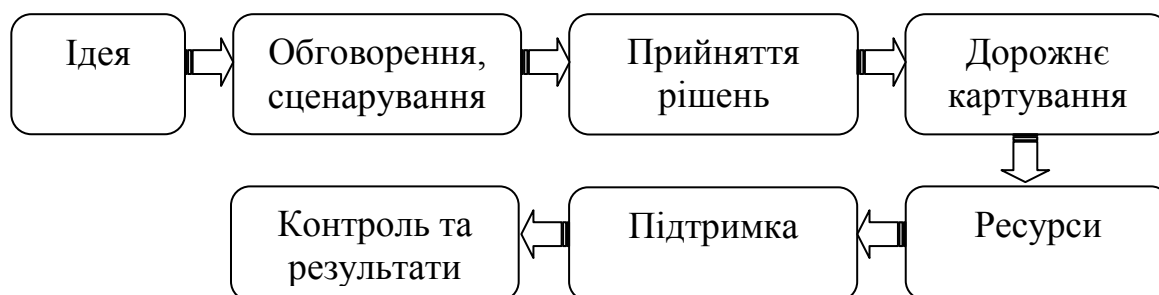 Ідея
Обговорення,
сценарування
Прийняття
рішень
Дорожнє
картування
Ресурси
Підтримка
Контроль та
результати